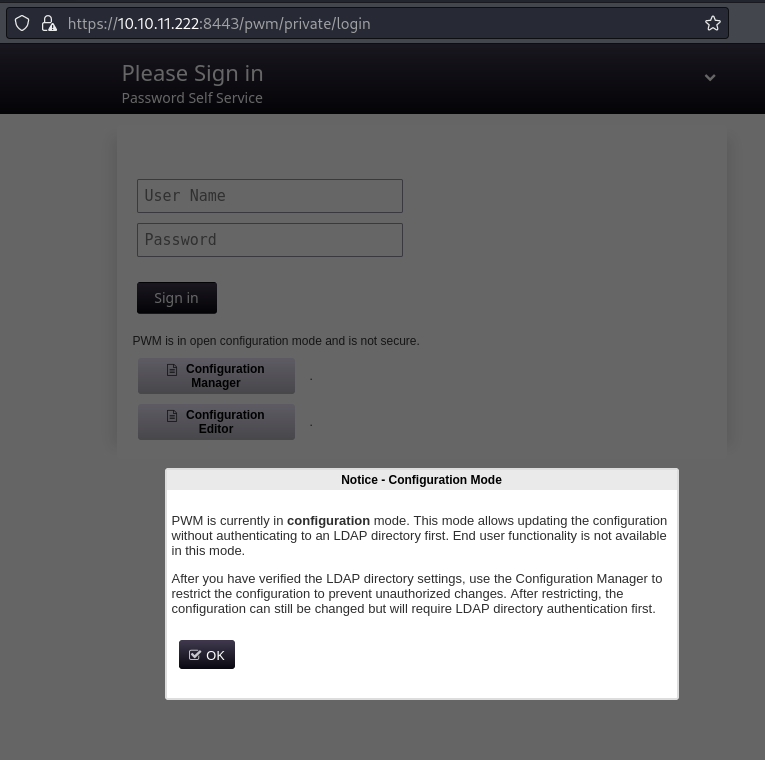 https://10.10.11.222:8443/pwm/private/login
Please Sign in
Password Self Service
User Name
Password
Sign in
PWM is in open configuration mode and is not secure.
Configuration
Manager
.
Configuration
Editor
.
Notice - Configuration Mode
PWM is currently in configuration mode. This mode allows updating the configuration
without authenticating to an LDAP directory first. End user functionality is not available
in this mode.
After you have verified the LDAP directory settings, use the Configuration Manager to
restrict the configuration to prevent unauthorized changes. After restricting, the
configuration can still be changed but will require LDAP directory authentication first.
OK